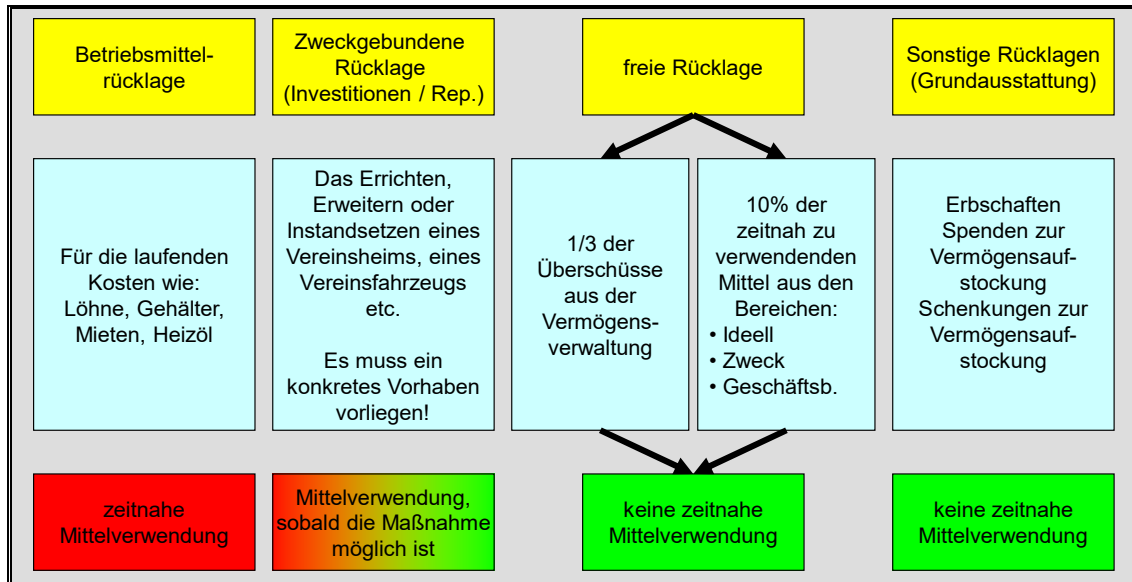 Betriebsmittel-
rücklage
Zweckgebundene
Rücklage
(Investitionen / Rep.)
freie Rücklage
Sonstige Rücklagen
(Grundausstattung)
Für die laufenden
Kosten wie:
Löhne, Gehälter,
Mieten, Heizöl
Das Errichten,
Erweitern oder
Instandsetzen eines
Vereinsheims, eines
Vereinsfahrzeugs
etc.
Es muss ein
konkretes Vorhaben
vorliegen!
1/3 der
Überschüsse
aus der
Vermögens-
verwaltung
10% der
zeitnah zu
verwendenden
Mittel aus den
Bereichen:
• Ideell
• Zweck
• Geschäftsb.
Erbschaften
Spenden zur
Vermögensauf-
stockung
Schenkungen zur
Vermögensauf-
stockung
zeitnahe
Mittelverwendung
Mittelverwendung,
sobald die Maßnahme
möglich ist
keine zeitnahe
Mittelverwendung
keine zeitnahe
Mittelverwendung